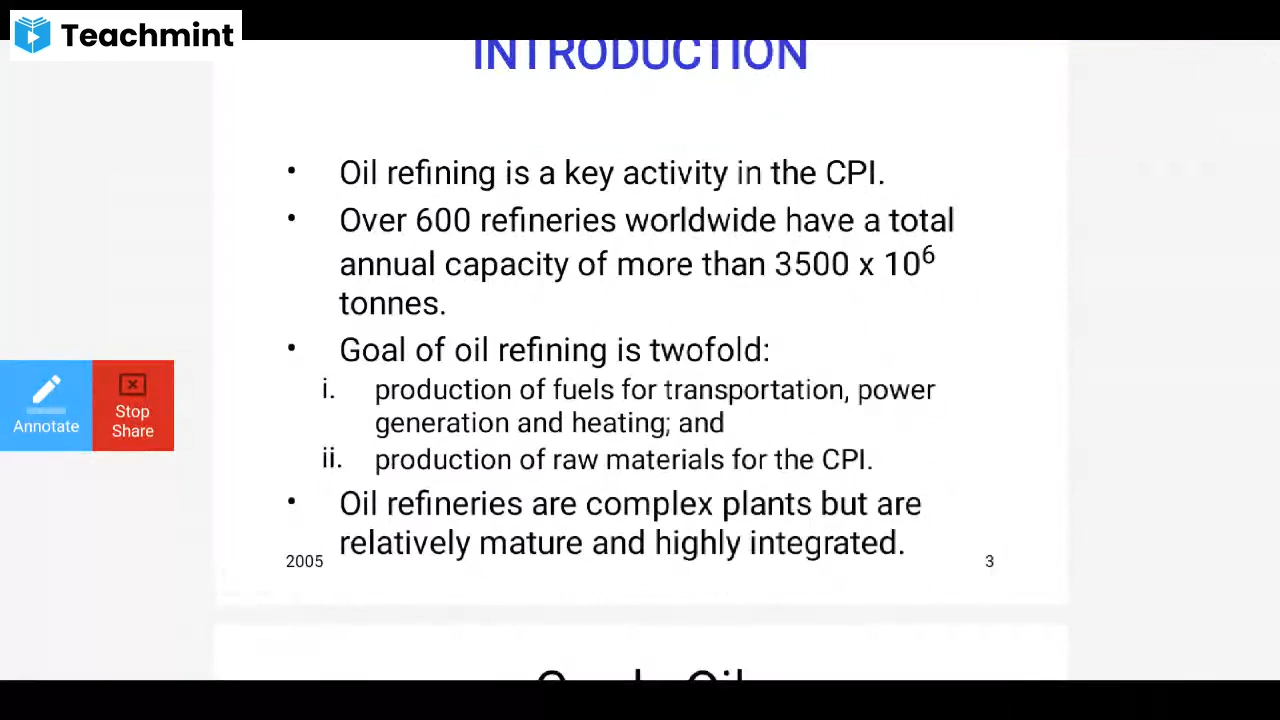 Teachmint
INTRODUCTION
• Oil refining is a key activity in the CPI.
• Over 600 refineries worldwide have a total
annual capacity of more than 3500 x 10⁶
tonnes.
• Goal of oil refining is twofold:
i. production of fuels for transportation, power
generation and heating; and
ii. production of raw materials for the CPI.
• Oil refineries are complex plants but are
relatively mature and highly integrated.
2005
3
Annotate
Stop
Share
Crude Oil